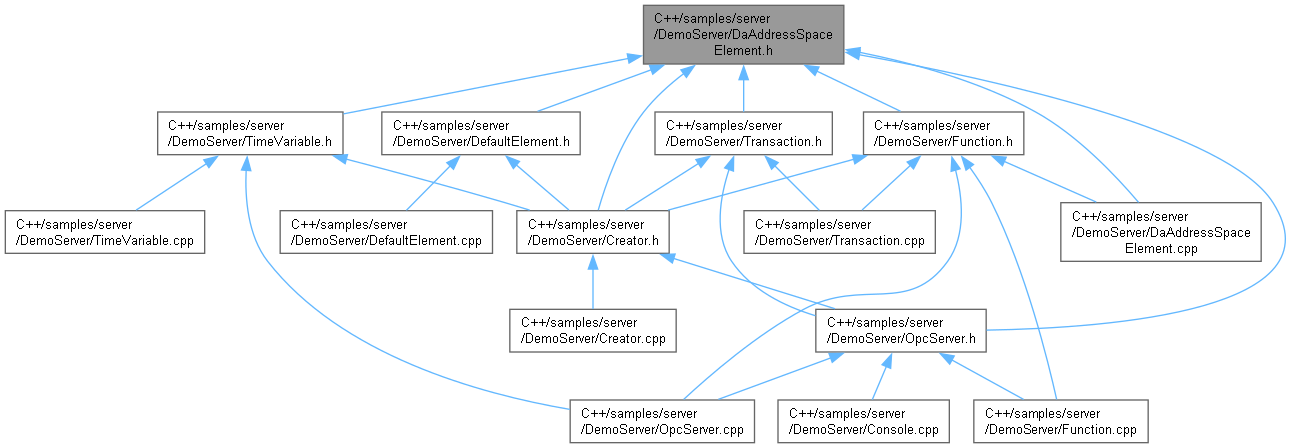 C++/samples/server
/DemoServer/DaAddressSpace
Element.h
C++/samples/server
/DemoServer/TimeVariable.h
C++/samples/server
/DemoServer/DefaultElement.h
C++/samples/server
/DemoServer/Transaction.h
C++/samples/server
/DemoServer/Function.h
C++/samples/server
/DemoServer/TimeVariable.cpp
C++/samples/server
/DemoServer/DefaultElement.cpp
C++/samples/server
/DemoServer/Creator.h
C++/samples/server
/DemoServer/Transaction.cpp
C++/samples/server
/DemoServer/DaAddressSpace
Element.cpp
C++/samples/server
/DemoServer/Creator.cpp
C++/samples/server
/DemoServer/OpcServer.h
C++/samples/server
/DemoServer/OpcServer.cpp
C++/samples/server
/DemoServer/Console.cpp
C++/samples/server
/DemoServer/Function.cpp